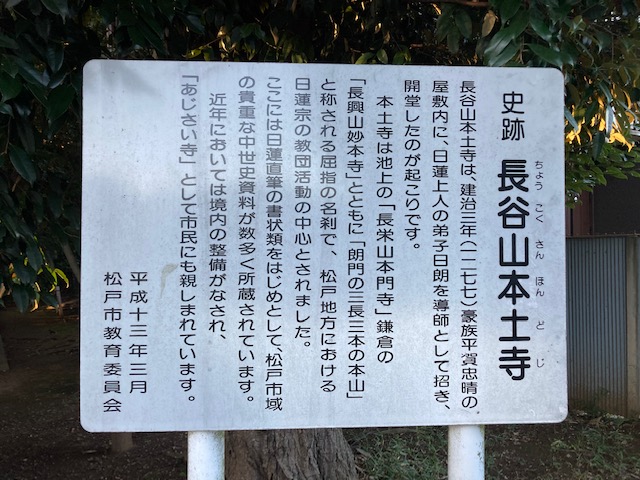 史跡 長谷山本土寺
ちょうこくさんほんどじ
長谷山本土寺は、建治三年(一二七七)豪族平賀忠晴の
屋敷内に、日蓮上人の弟子日朗を導師として招き、
開堂したのが起こりです。
本土寺は池上の「長栄山本門寺」鎌倉の
「長興山妙本寺」とともに「朗門の三長三本の本山」
と称される屈指の名刹で、松戸地方における
日蓮宗の教団活動の中心とされました。
ここには日蓮直筆の書状類をはじめとして、松戸市域
の貴重な中世史資料が数多く所蔵されています。
近年においては境内の整備がなされ、
「あじさい寺」として市民にも親しまれています。
平成十三年三月
松戸市教育委員会